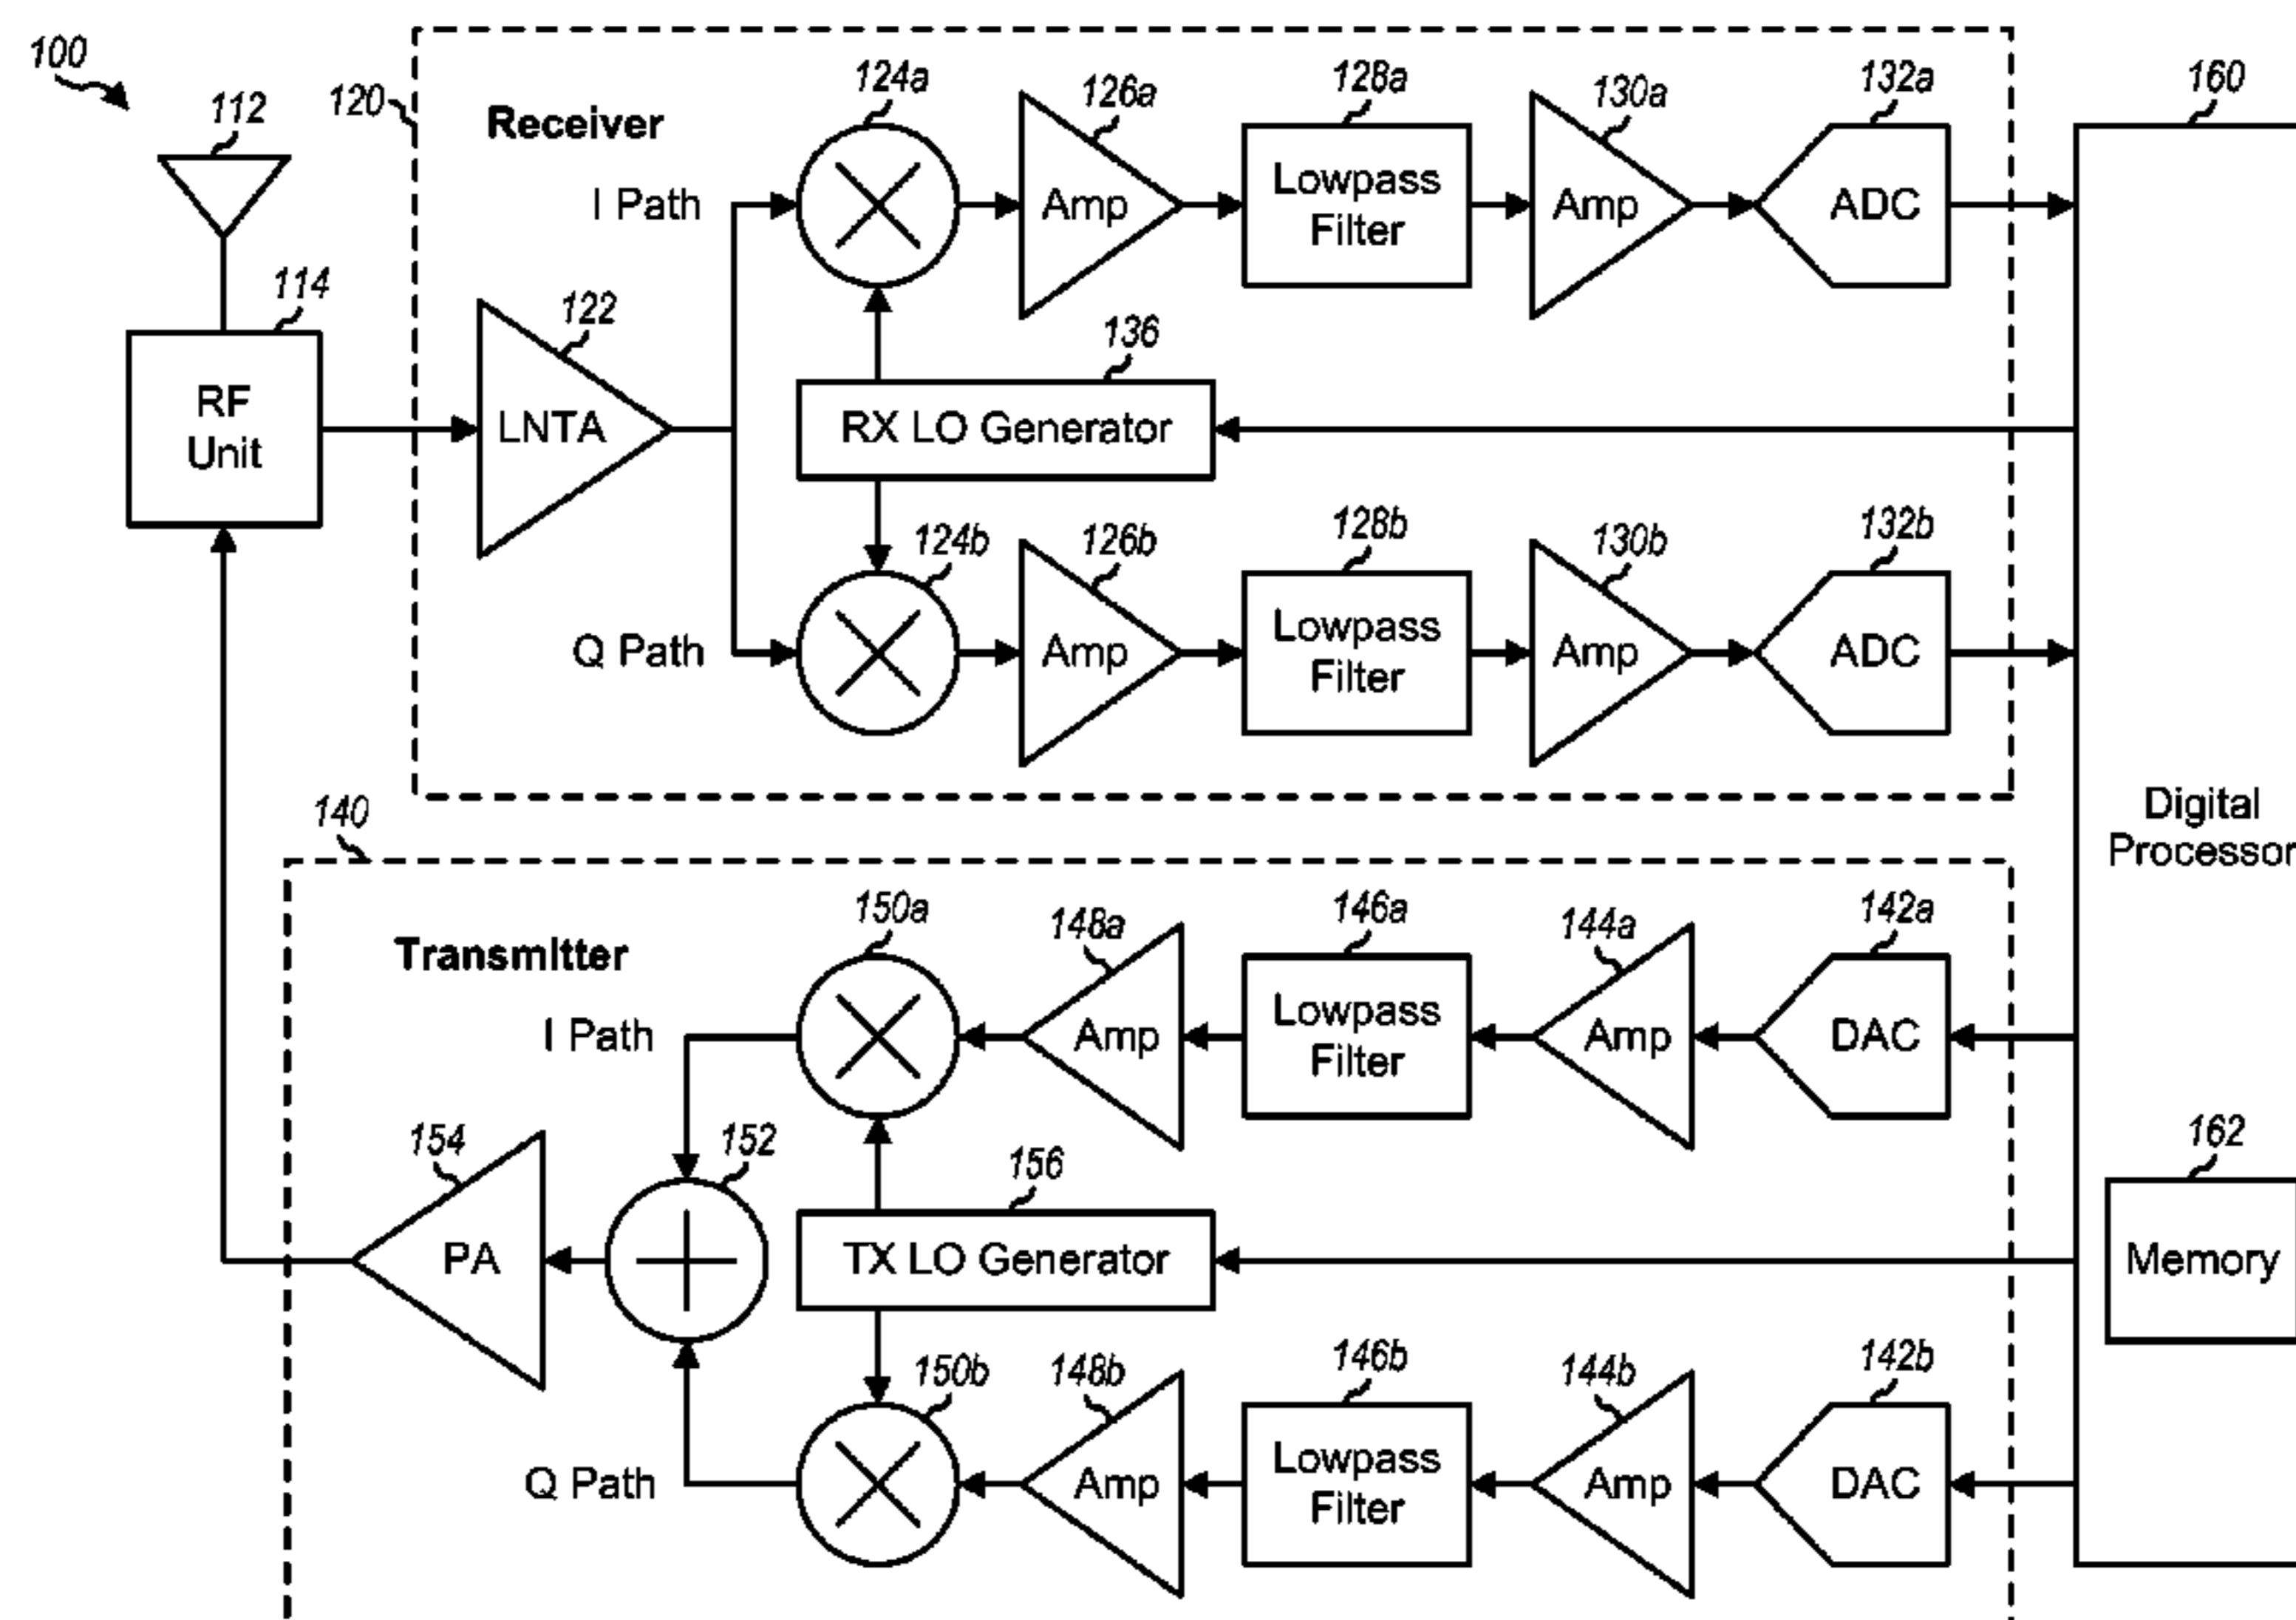 100
112
120
Receiver
124a
126a
128a
130a
132a
160
I Path
Amp
Lowpass
Filter
Amp
ADC
114
RF
Unit
122
LNTA
136
RX LO Generator
124b
126b
128b
130b
132b
Q Path
Amp
Lowpass
Filter
Amp
ADC
Digital
Processor
140
Transmitter
150a
148a
146a
144a
142a
I Path
Amp
Lowpass
Filter
Amp
DAC
154
PA
152
156
TX LO Generator
162
Memory
150b
148b
146b
144b
142b
Q Path
Amp
Lowpass
Filter
Amp
DAC